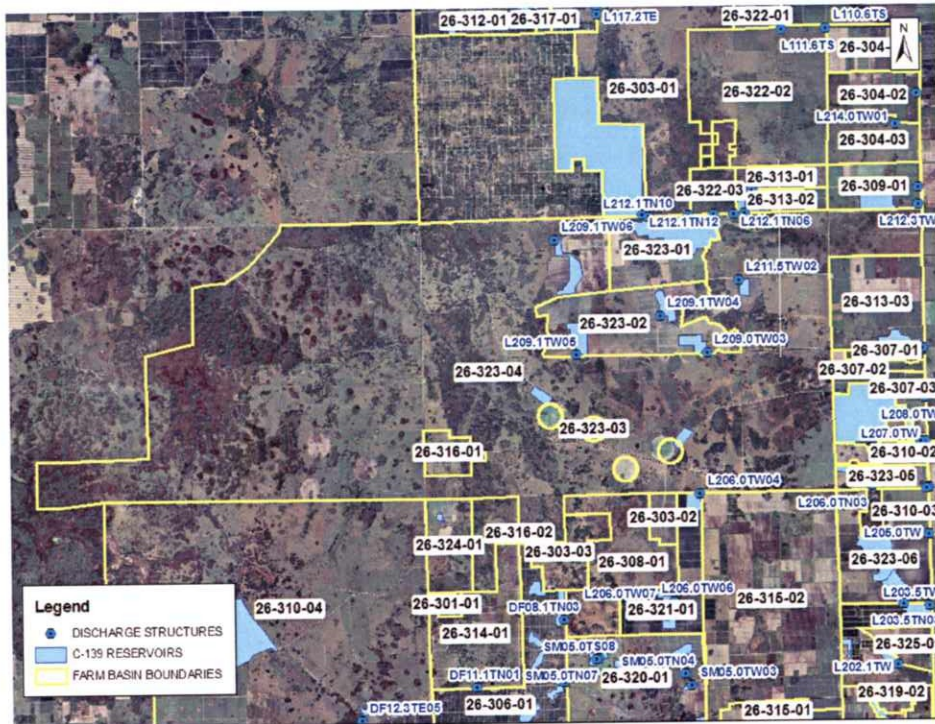 26-312-01
26-317-01
L117.2TE
26-322-01
L110.6TS
L111.6TS
N
26-304-
26-303-01
26-322-02
26-304-02
L214.0TW01
26-304-03
26-313-01
26-322-03
26-309-01
26-313-02
L212.1TN10
L212.1TN12
L212.1TN06
L212.3TW
L209.1TW06
26-323-01
L211.5TW02
26-313-03
L209.1TW04
26-323-02
L209.1TW05
L209.0TW03
26-307-01
26-307-02
26-323-04
26-307-03
L208.0TW
26-323-03
L207.0TW
26-316-01
26-310-02
26-323-05
L206.0TW04
L206.0TN03
26-303-02
26-310-03
26-316-02
L205.0TW
26-324-01
26-303-03
26-308-01
26-323-06
L206.0TW07
L206.0TW06
26-315-02
26-301-01
DF08.1TN03
26-321-01
L203.5TW
L203.5TN0
26-310-04
26-314-01
26-325-0
SM05.0TS08
SM05.0TN04
L202.1TW
DF11.1TN01
SM05.0TN07
26-320-01
SM05.0TW03
26-319-02
26-306-01
DF12.3TE05
26-315-01
Legend
DISCHARGE STRUCTURES
C-139 RESERVOIRS
FARM BASIN BOUNDARIES